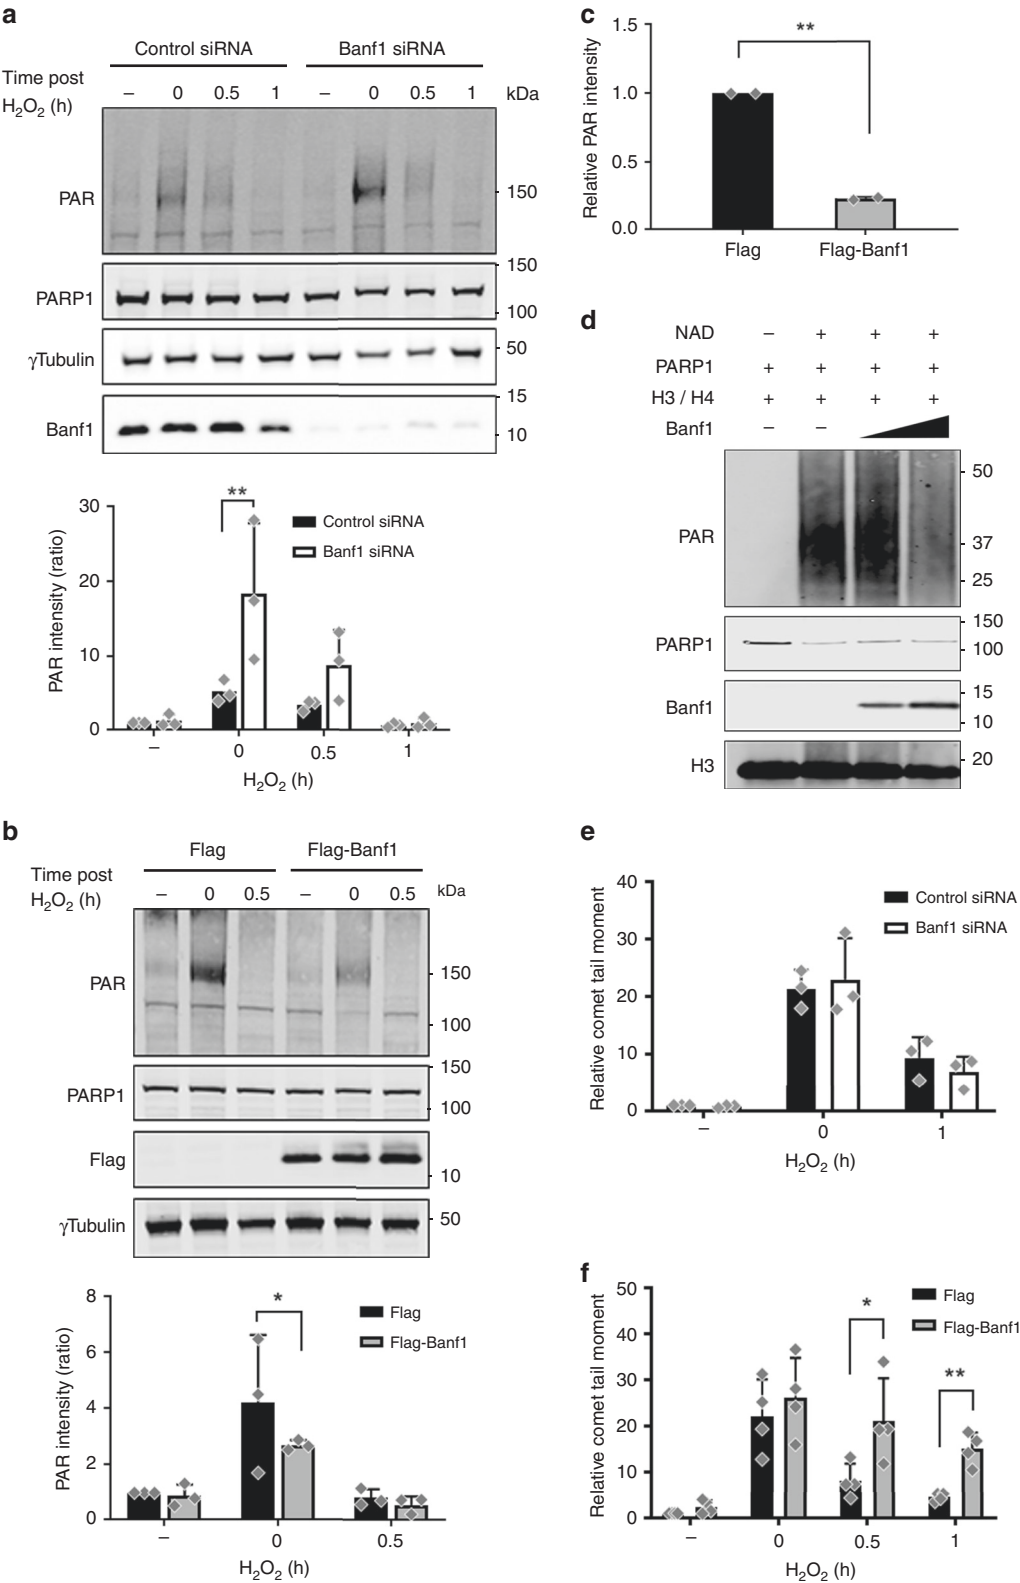 a
Control siRNA
Banf1 siRNA
Time post
H₂O₂ (h)
– 0 0.5 1 – 0 0.5 1 kDa
PAR
150
PARP1
150
100
γTubulin
50
Banf1
15
10
PAR intensity (ratio)
30
20
10
0
**
Control siRNA
Banf1 siRNA
– 0 0.5 1
H₂O₂ (h)
b
Flag
Flag-Banf1
Time post
H₂O₂ (h)
– 0 0.5 – 0 0.5 kDa
PAR
150
100
PARP1
150
100
Flag
10
γTubulin
50
PAR intensity (ratio)
8
6
4
2
0
*
Flag
Flag-Banf1
– 0 0.5
H₂O₂ (h)
c
Relative PAR intensity
1.5
1.0
0.5
0.0
**
Flag
Flag-Banf1
d
NAD – + + +
PARP1 + + + +
H3 / H4 + + + +
Banf1 – –
PAR
50
37
25
PARP1
150
100
Banf1
15
10
H3
20
e
Relative comet tail moment
40
30
20
10
0
Control siRNA
Banf1 siRNA
– 0 1
H₂O₂ (h)
f
Relative comet tail moment
50
40
30
20
10
0
*
**
Flag
Flag-Banf1
– 0 0.5 1
H₂O₂ (h)